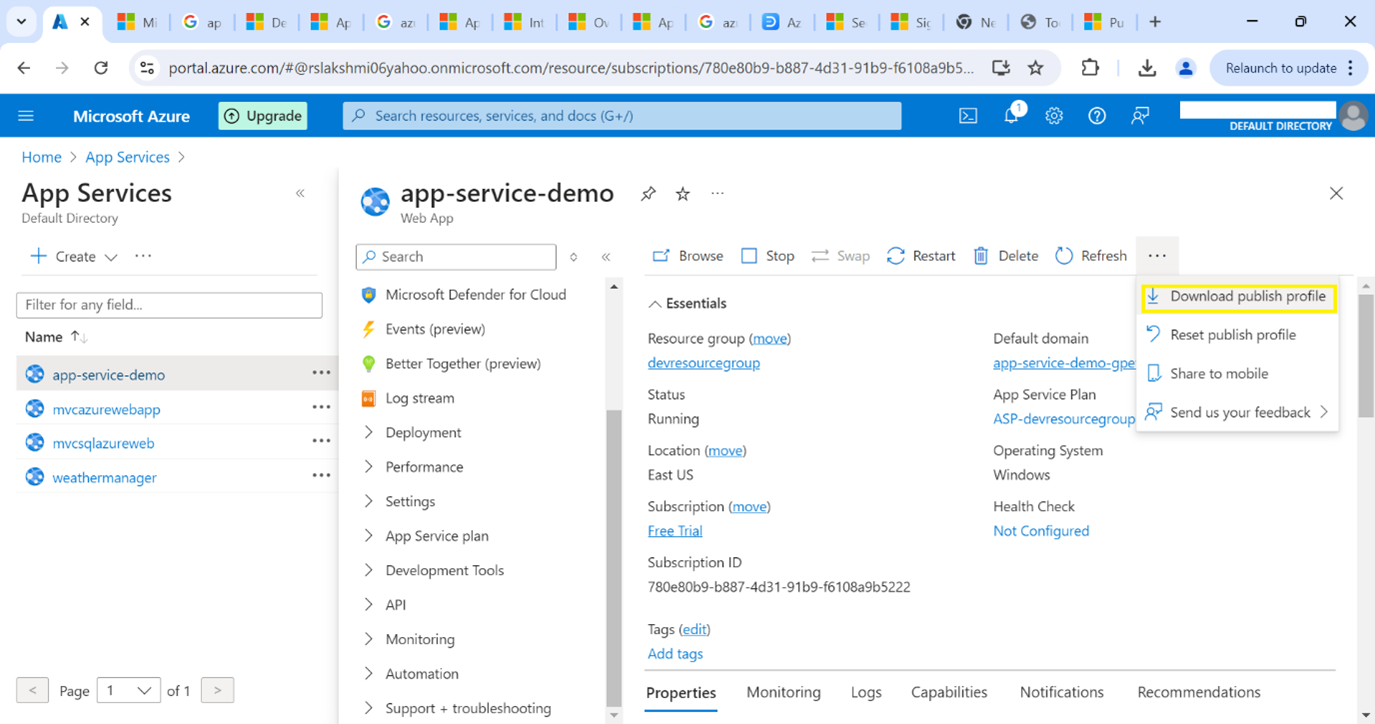 Mi
ap
De
Ap
azu
Ap
Int
Ov
Ap
az
Az
Se
Sig
Ne
To
Pu
portal.azure.com/#@rslakshmi06yahoo.onmicrosoft.com/resource/subscriptions/780e80b9-b887-4d31-91b9-f6108a9b5...
Relaunch to update
Microsoft Azure
Upgrade
Search resources, services, and docs (G+/)
1
DEFAULT DIRECTORY
Home > App Services >
App Services
Default Directory
Create
Filter for any field...
Name
app-service-demo
mvcazurewebapp
mvcsqlazureweb
weathermanager
< Page 1 of 1 >
app-service-demo
Web App
Search
Microsoft Defender for Cloud
Events (preview)
Better Together (preview)
Log stream
Deployment
Performance
Settings
App Service plan
Development Tools
API
Monitoring
Automation
Support + troubleshooting
Browse Stop Swap Restart Delete Refresh
Download publish profile
Reset publish profile
Share to mobile
Send us your feedback
Essentials
Resource group (move)
devresourcegroup
Status
Running
Location (move)
East US
Subscription (move)
Free Trial
Subscription ID
780e80b9-b887-4d31-91b9-f6108a9b5222
Default domain
app-service-demo-gpe
App Service Plan
ASP-devresourcegroup
Operating System
Windows
Health Check
Not Configured
Tags (edit)
Add tags
Properties Monitoring Logs Capabilities Notifications Recommendations